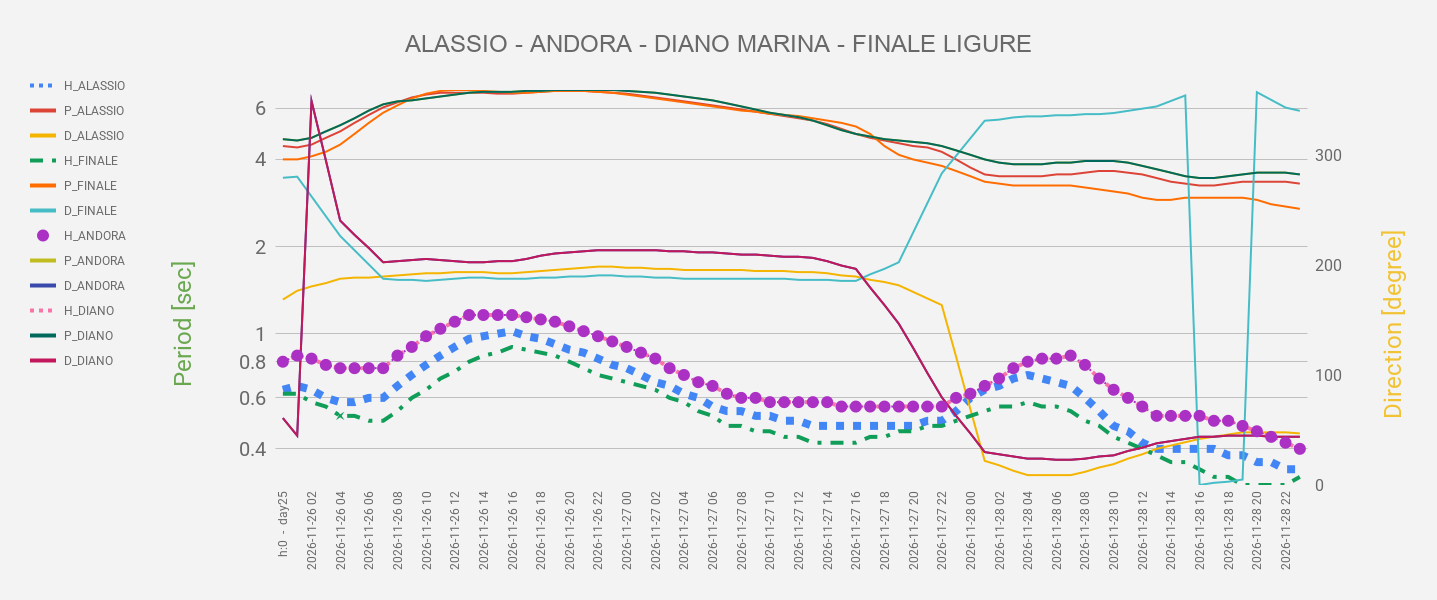 ALASSIO - ANDORA - DIANO MARINA - FINALE LIGURE
H_ALASSIO
P_ALASSIO
D_ALASSIO
H_FINALE
P_FINALE
D_FINALE
H_ANDORA
P_ANDORA
D_ANDORA
H_DIANO
P_DIANO
D_DIANO
Period [sec]
6
4
2
1
0.8
0.6
0.4
300
200
100
0
Direction [degree]
h:0 - day25
2026-11-26 02
2026-11-26 04
2026-11-26 06
2026-11-26 08
2026-11-26 10
2026-11-26 12
2026-11-26 14
2026-11-26 16
2026-11-26 18
2026-11-26 20
2026-11-26 22
2026-11-27 00
2026-11-27 02
2026-11-27 04
2026-11-27 06
2026-11-27 08
2026-11-27 10
2026-11-27 12
2026-11-27 14
2026-11-27 16
2026-11-27 18
2026-11-27 20
2026-11-27 22
2026-11-28 00
2026-11-28 02
2026-11-28 04
2026-11-28 06
2026-11-28 08
2026-11-28 10
2026-11-28 12
2026-11-28 14
2026-11-28 16
2026-11-28 18
2026-11-28 20
2026-11-28 22